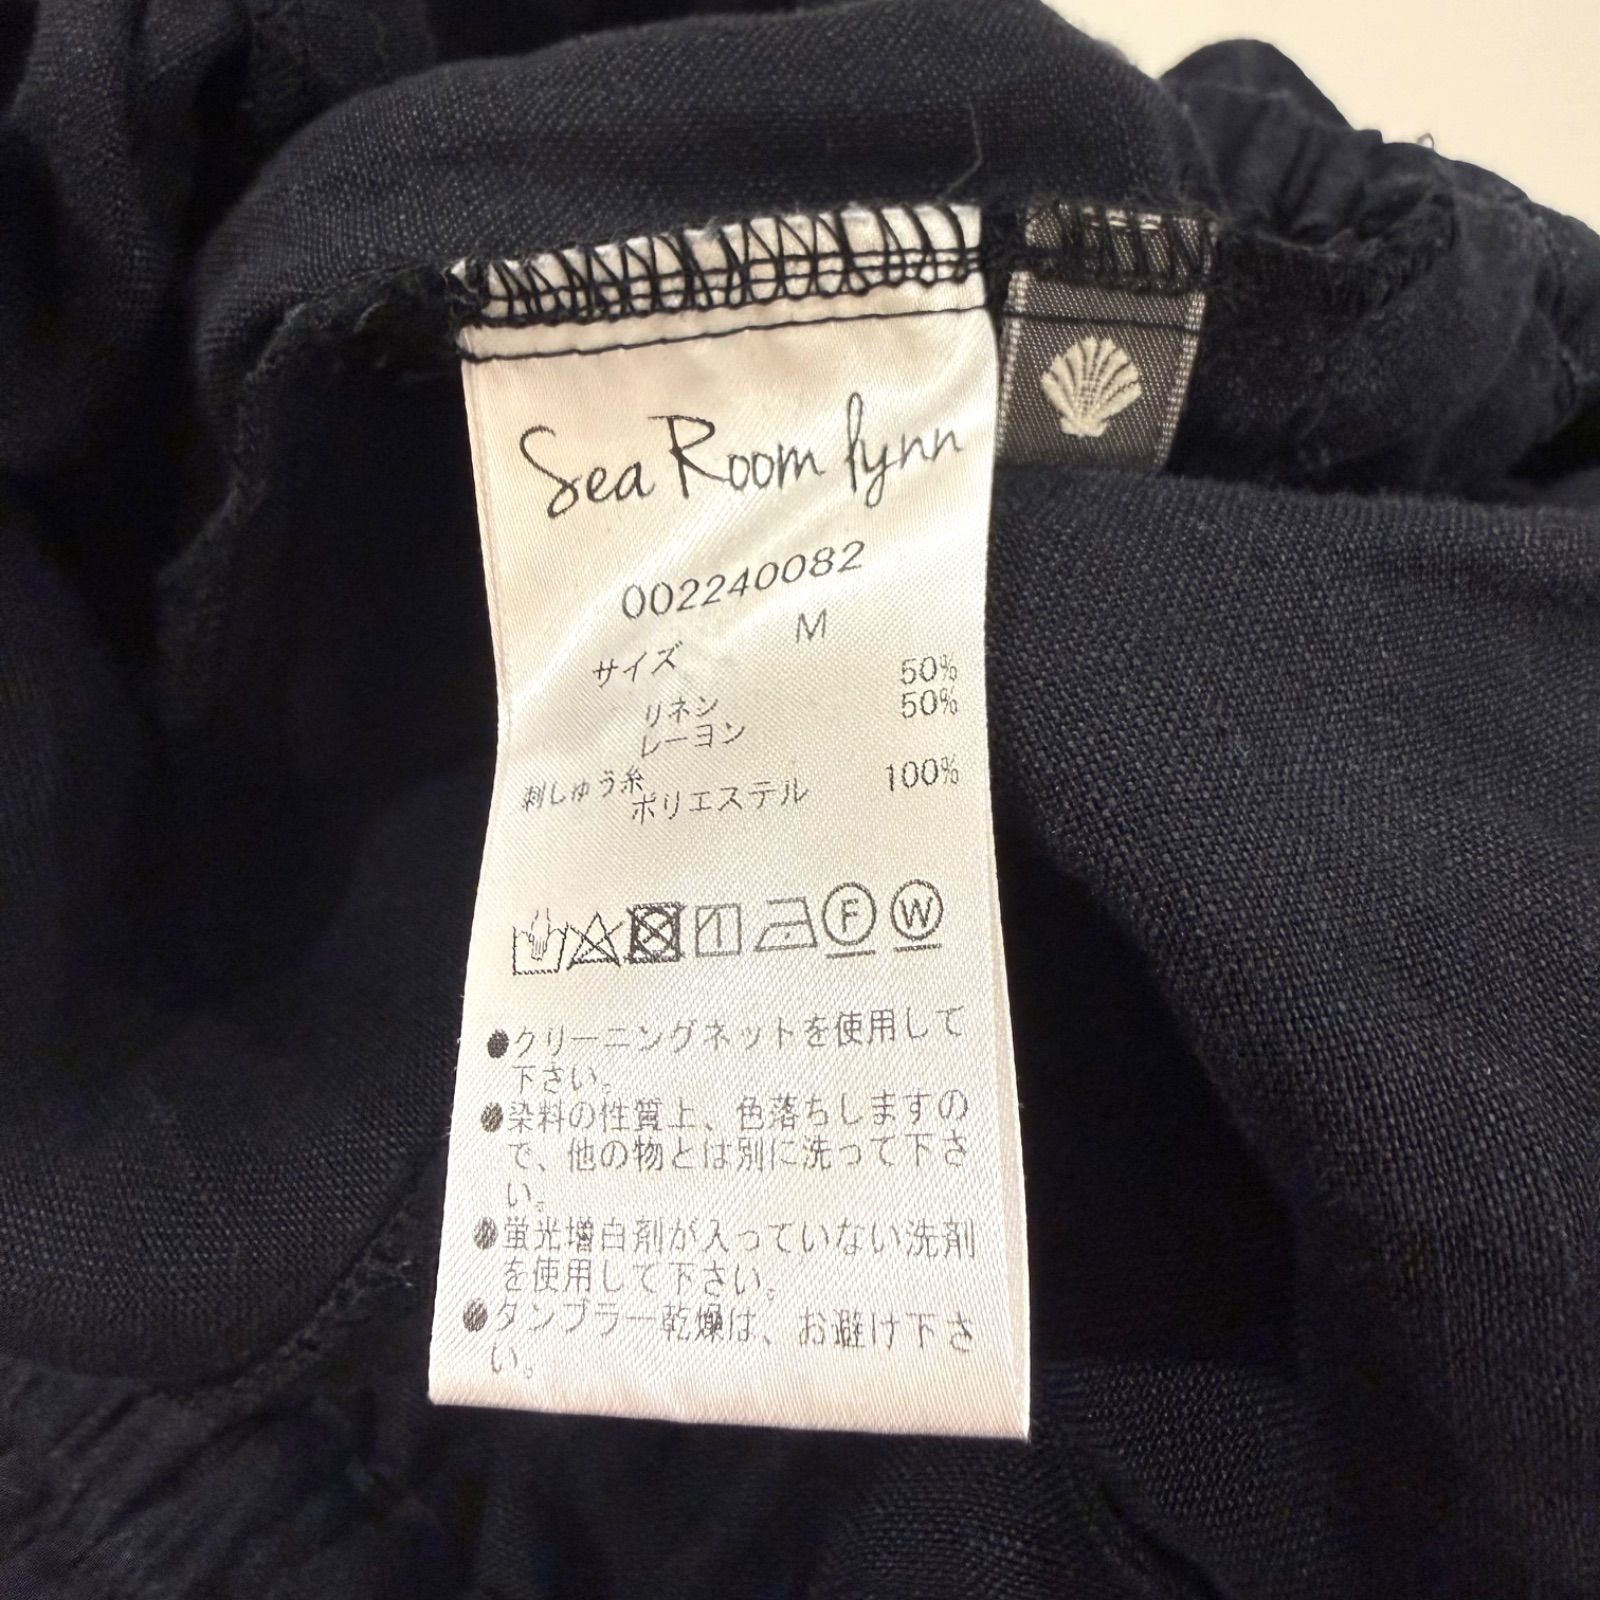 Sea Room lynn
002240082
サイズ M
リネン 50%
レーヨン 50%
刺しゅう糸
ポリエステル 100%
F W
●クリーニングネットを使用して
下さい。
●染料の性質上、色落ちしますの
で、他の物とは別に洗って下さ
い。
●蛍光増白剤が入っていない洗剤
を使用して下さい。
●タンブラー乾燥は、お避け下さ
い。